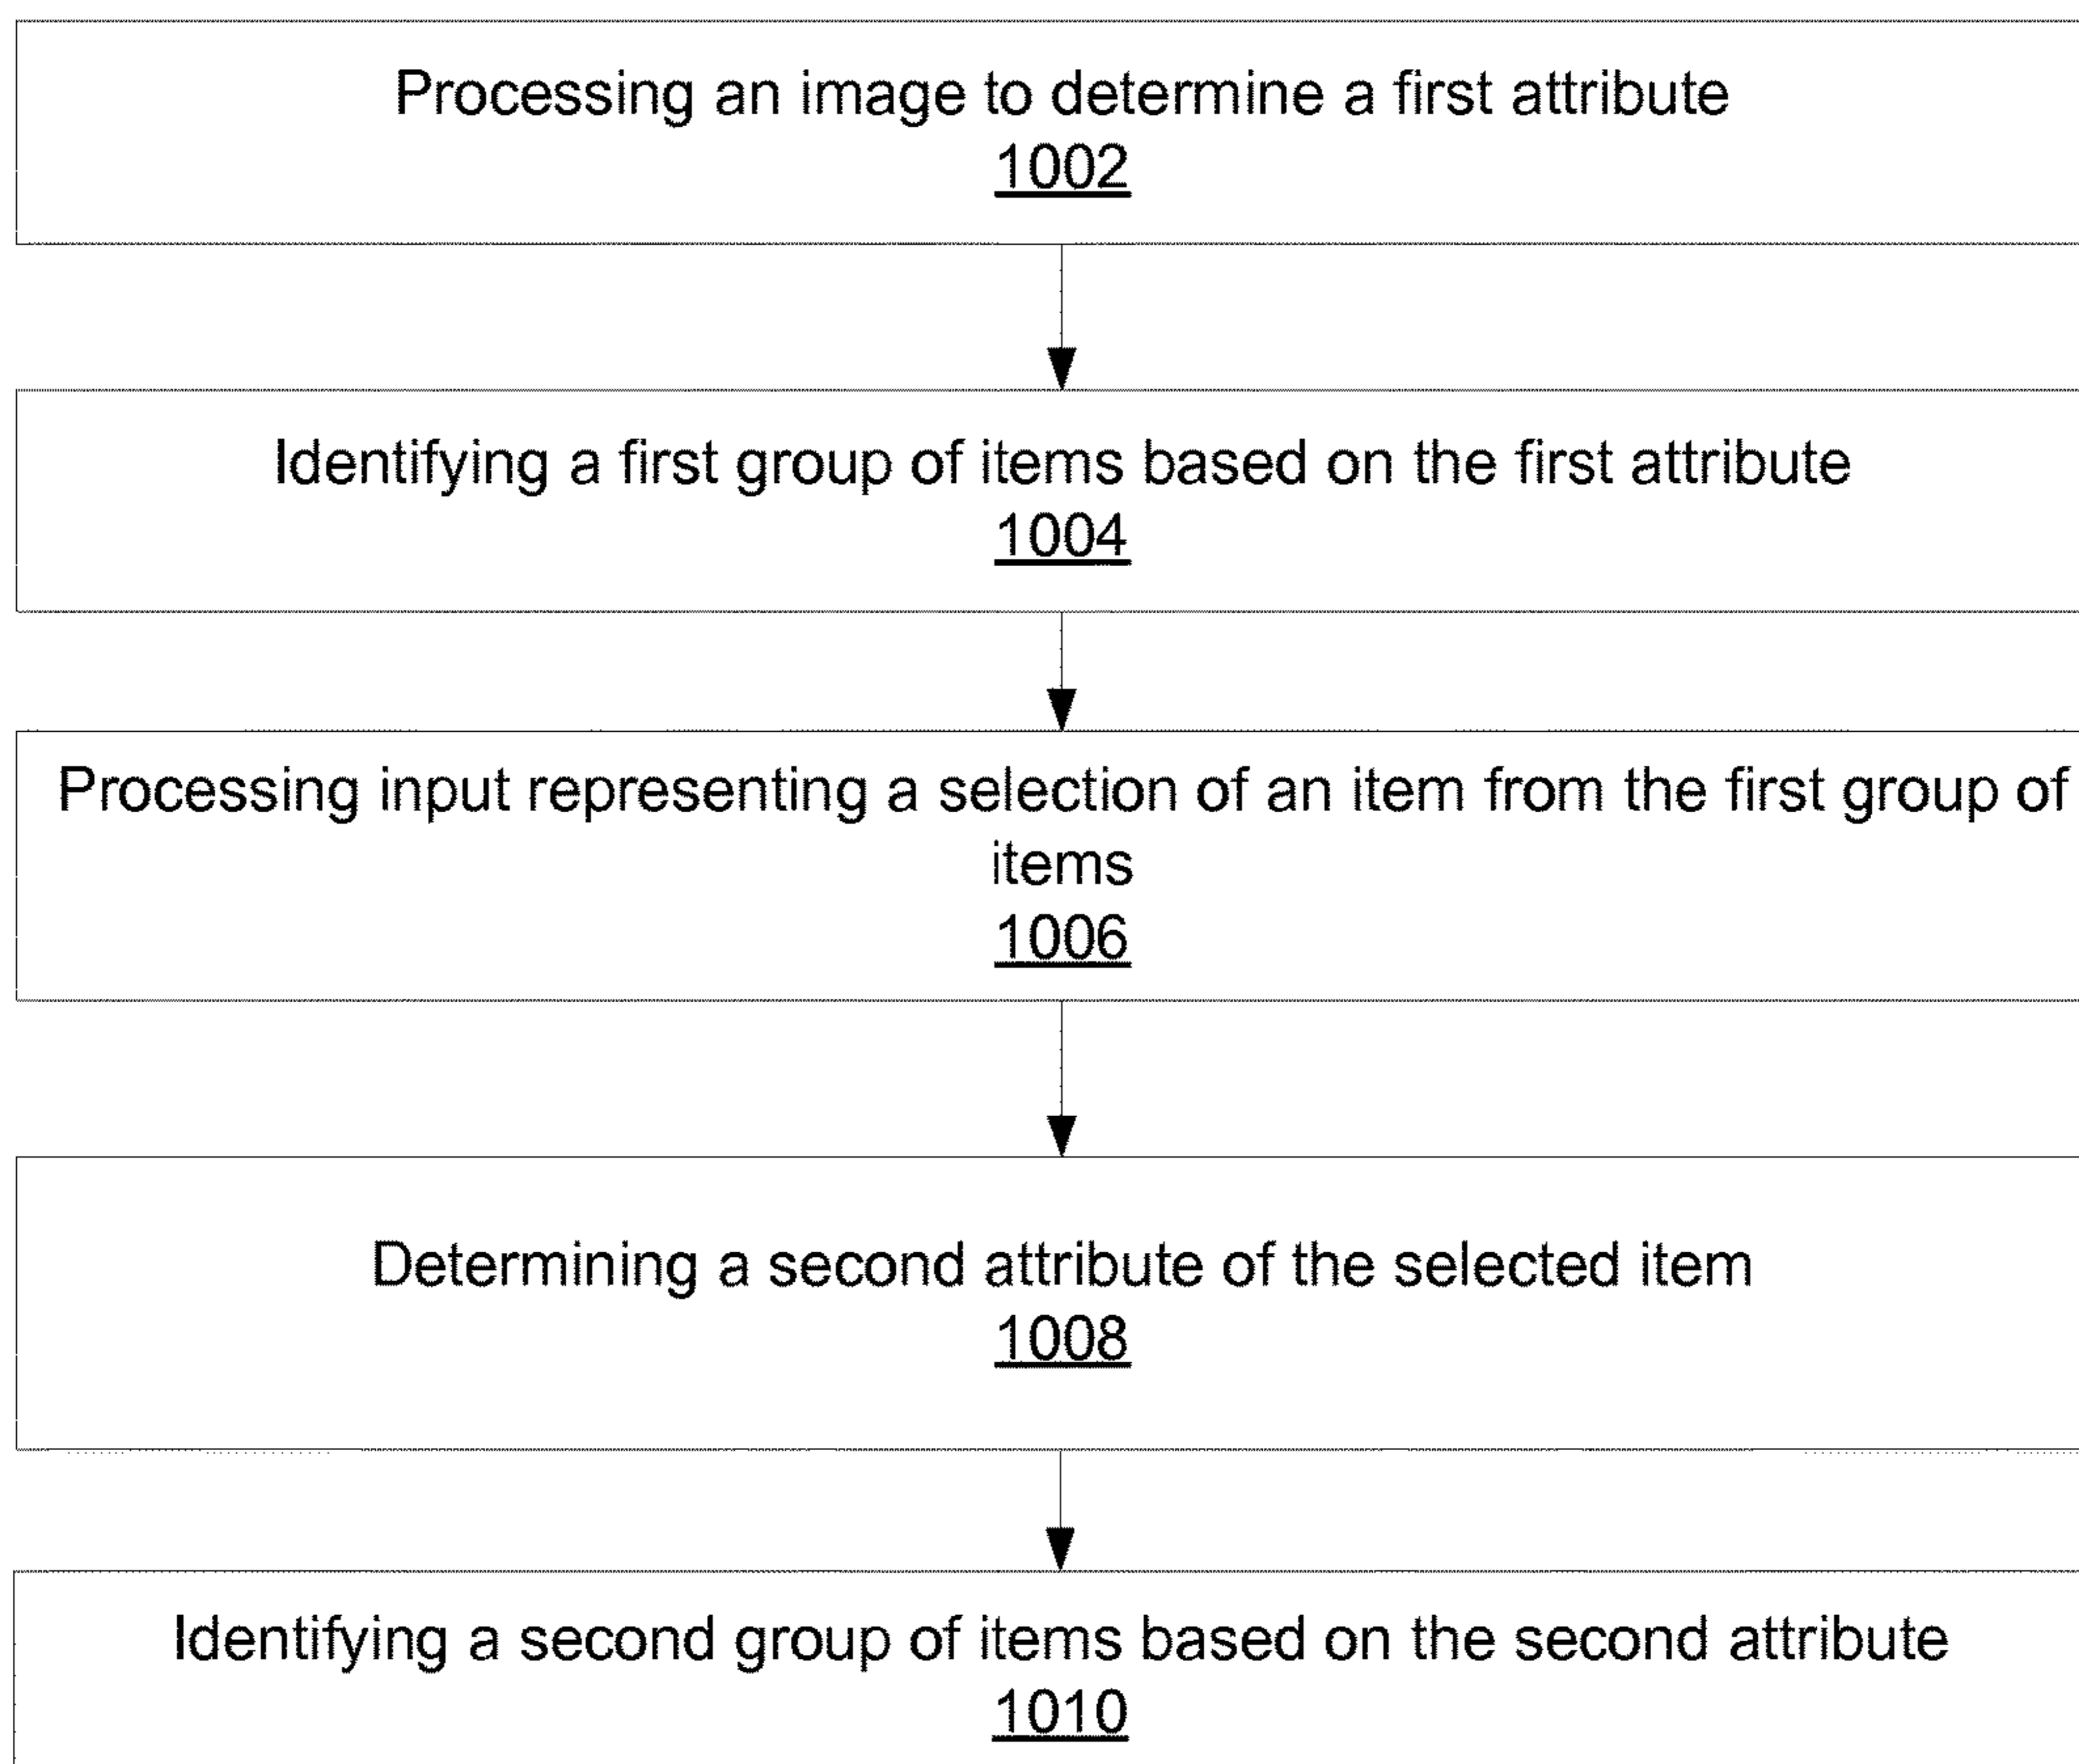 Processing an image to determine a first attribute
1002
Identifying a first group of items based on the first attribute
1004
Processing input representing a selection of an item from the first group of
items
1006
Determining a second attribute of the selected item
1008
Identifying a second group of items based on the second attribute
1010